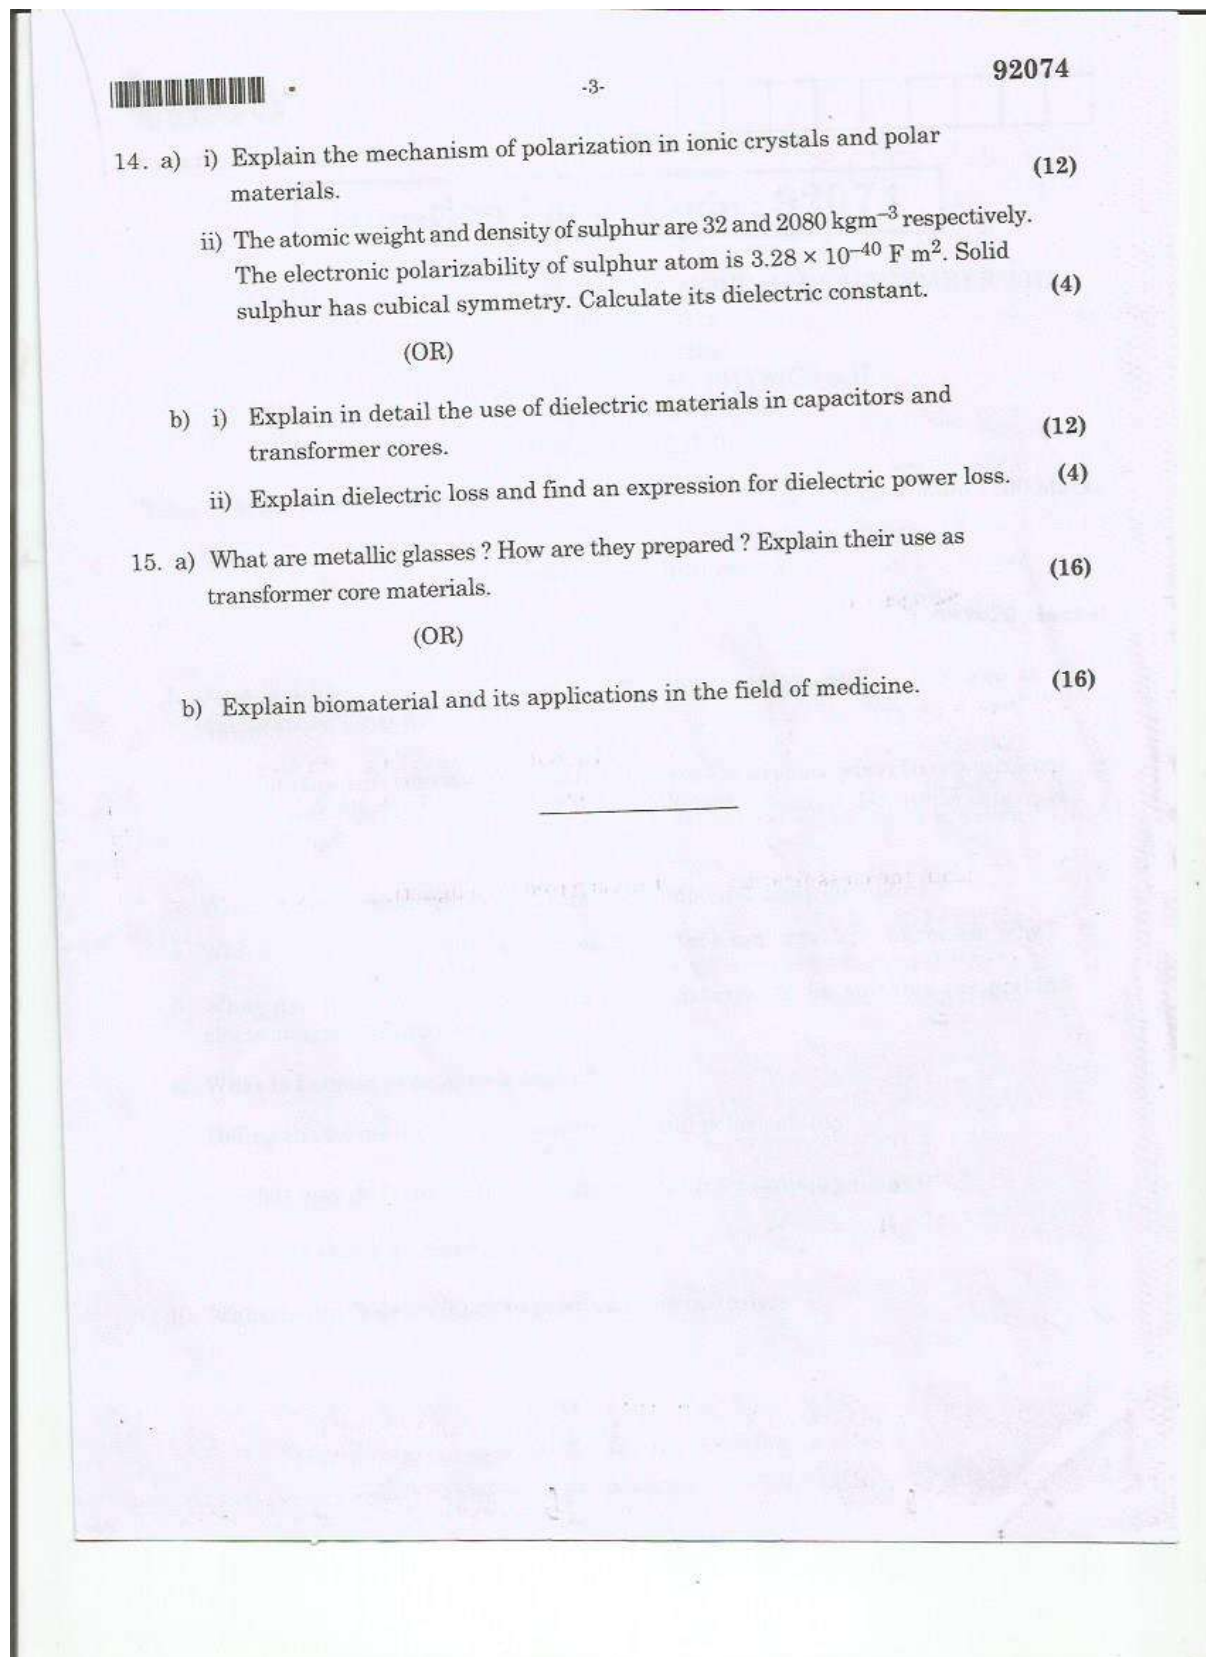 -3-
92074
14. a) i) Explain the mechanism of polarization in ionic crystals and polar
materials. (12)
ii) The atomic weight and density of sulphur are 32 and 2080 kgm⁻³ respectively.
The electronic polarizability of sulphur atom is 3.28 × 10⁻⁴⁰ F m². Solid
sulphur has cubical symmetry. Calculate its dielectric constant. (4)
(OR)
b) i) Explain in detail the use of dielectric materials in capacitors and
transformer cores. (12)
ii) Explain dielectric loss and find an expression for dielectric power loss. (4)
15. a) What are metallic glasses ? How are they prepared ? Explain their use as
transformer core materials. (16)
(OR)
b) Explain biomaterial and its applications in the field of medicine. (16)